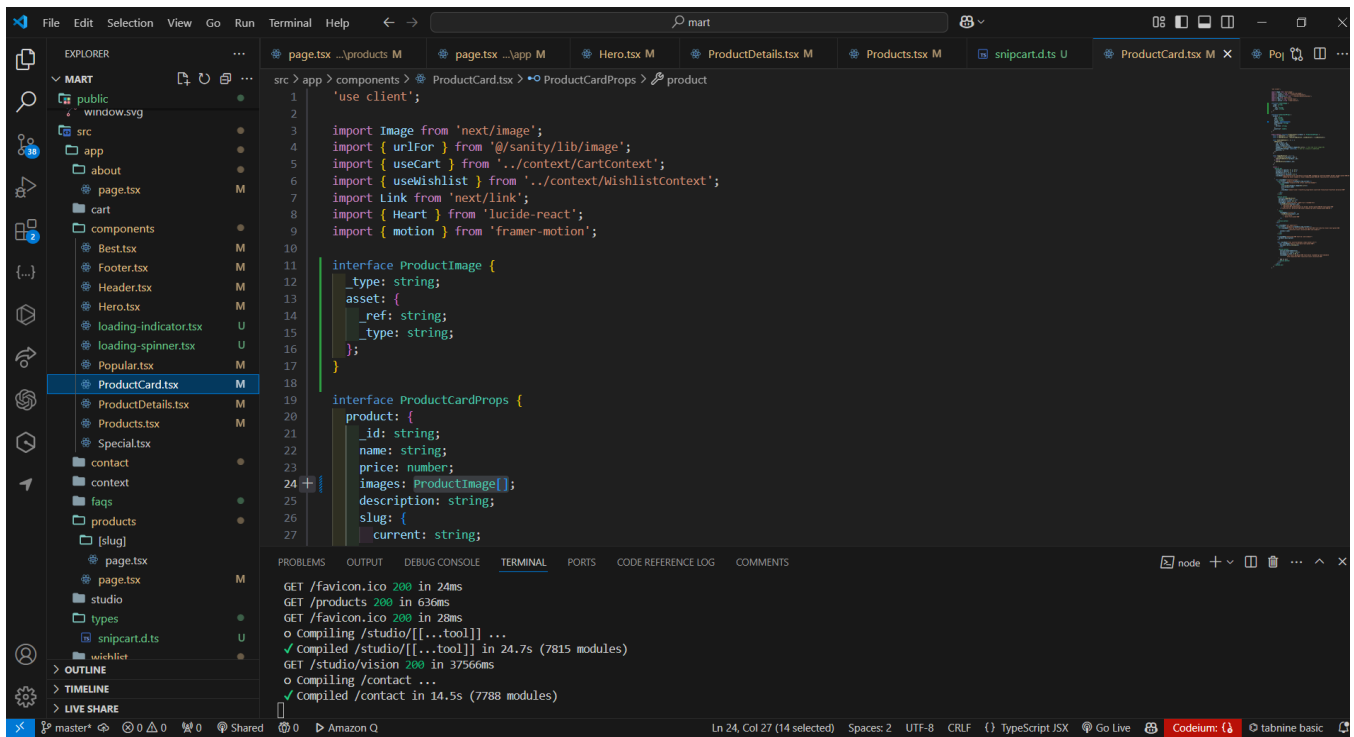 File Edit Selection View Go Run Terminal Help
mart
EXPLORER
MART
public
window.svg
src
app
about
page.tsx M
cart
components
Best.tsx M
Footer.tsx M
Header.tsx M
Hero.tsx M
loading-indicator.tsx U
loading-spinner.tsx U
Popular.tsx M
ProductCard.tsx M
ProductDetails.tsx M
Products.tsx M
Special.tsx
contact
context
faqs
products
[slug]
page.tsx
page.tsx M
studio
types
snipcart.d.ts U
wishlist
OUTLINE
TIMELINE
LIVE SHARE
38
2
page.tsx ...\products M page.tsx ...\app M Hero.tsx M ProductDetails.tsx M Products.tsx M snipcart.d.ts U ProductCard.tsx M
src > app > components > ProductCard.tsx > ProductCardProps > product
1 'use client';
2
3 import Image from 'next/image';
4 import { urlFor } from '@/sanity/lib/image';
5 import { useCart } from '../context/CartContext';
6 import { useWishlist } from '../context/WishlistContext';
7 import Link from 'next/link';
8 import { Heart } from 'lucide-react';
9 import { motion } from 'framer-motion';
10
11 interface ProductImage {
12 _type: string;
13 asset: {
14 _ref: string;
15 _type: string;
16 };
17 }
18
19 interface ProductCardProps {
20 product: {
21 _id: string;
22 name: string;
23 price: number;
24 images: ProductImage[];
25 description: string;
26 slug: {
27 current: string;
PROBLEMS OUTPUT DEBUG CONSOLE TERMINAL PORTS CODE REFERENCE LOG COMMENTS
node
GET /favicon.ico 200 in 24ms
GET /products 200 in 636ms
GET /favicon.ico 200 in 28ms
o Compiling /studio/[[...tool]] ...
✓ Compiled /studio/[[...tool]] in 24.7s (7815 modules)
GET /studio/vision 200 in 37566ms
o Compiling /contact ...
✓ Compiled /contact in 14.5s (7788 modules)
master* 0 0 0 Shared 0 Amazon Q Ln 24, Col 27 (14 selected) Spaces: 2 UTF-8 CRLF {} TypeScript JSX Go Live Codeium: {} tabnine basic